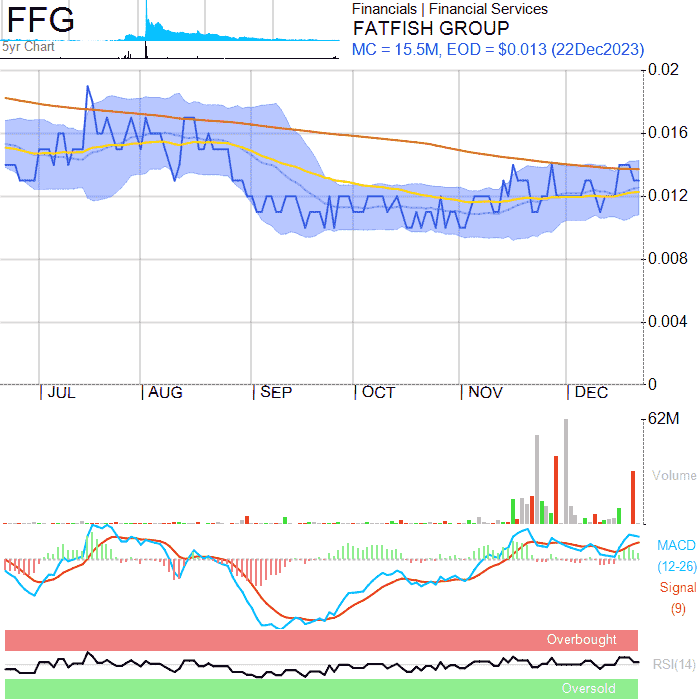 FFG
5yr Chart
Financials | Financial Services
FATFISH GROUP
MC = 15.5M, EOD = $0.013 (22Dec2023)
0.02
0.016
0.012
0.008
0.004
0
JUL AUG SEP OCT NOV DEC
62M
Volume
MACD
(12-26)
Signal
(9)
Overbought
RSI(14)
Oversold